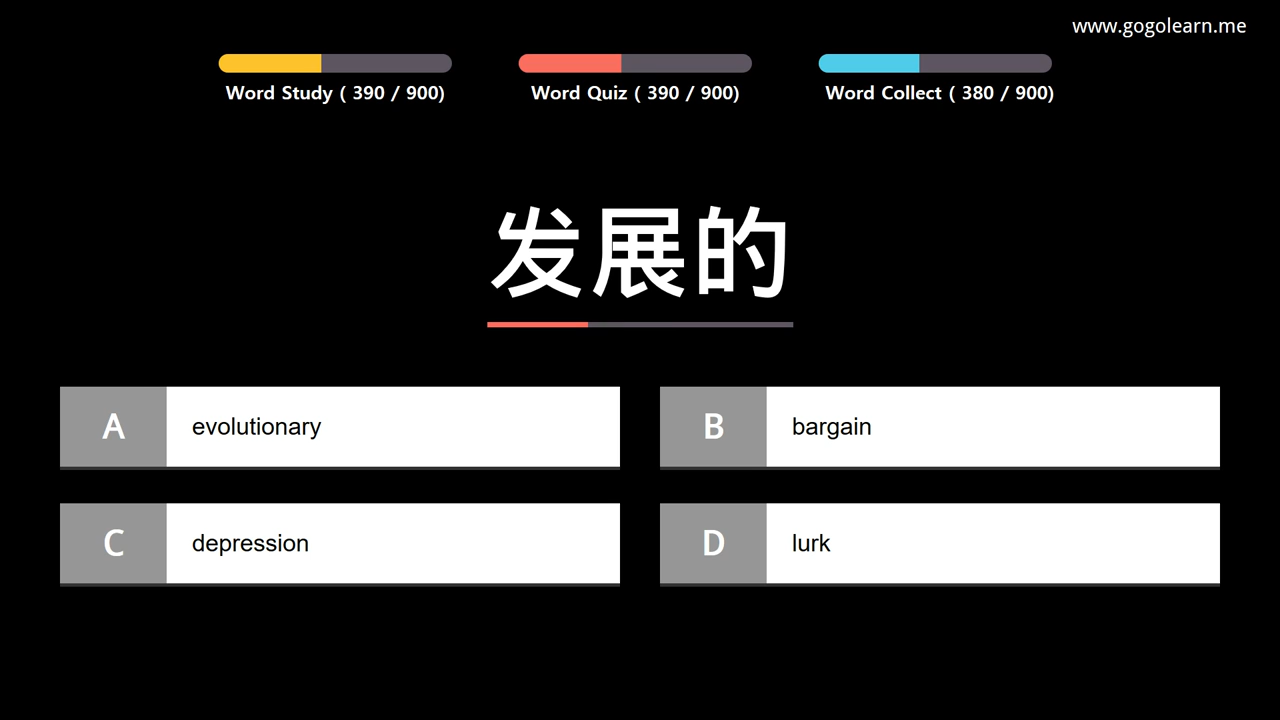 www.gogolearn.me
Word Study ( 390 / 900)
Word Quiz ( 390 / 900)
Word Collect ( 380 / 900)
发展的
A evolutionary
B bargain
C depression
D lurk